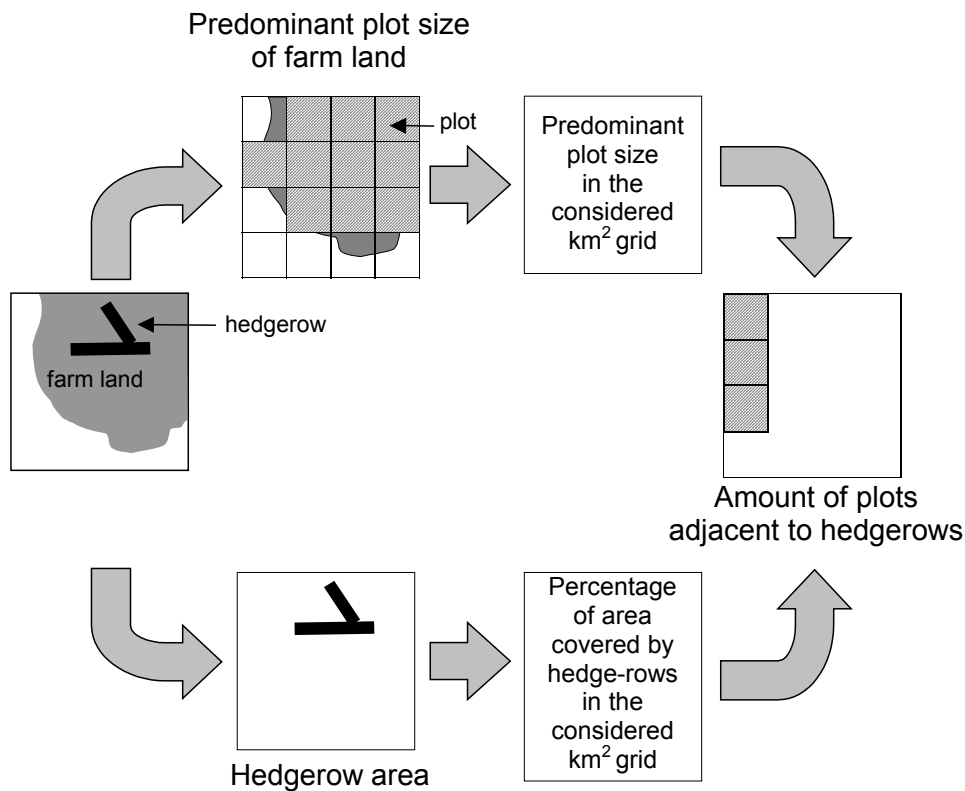 Predominant plot size
of farm land
plot
Predominant
plot size
in the
considered
km² grid
hedgerow
farm land
Amount of plots
adjacent to hedgerows
Hedgerow area
Percentage
of area
covered by
hedge-rows
in the
considered
km² grid